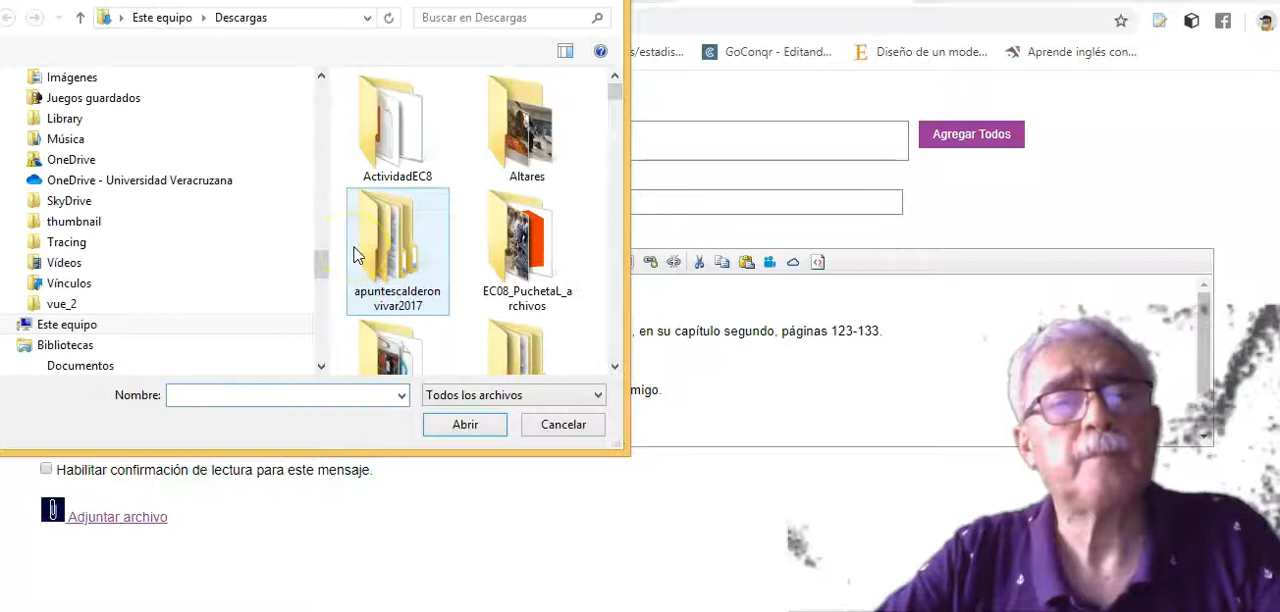 Este equipo
Descargas
Buscar en Descargas
s/estadis...
GoConqr - Editand...
Diseño de un mode...
Aprende inglés con...
Imágenes
Juegos guardados
Library
Música
OneDrive
OneDrive - Universidad Veracruzana
SkyDrive
thumbnail
Tracing
Vídeos
Vínculos
vue_2
Este equipo
Bibliotecas
Documentos
ActividadEC8
Altares
apuntescalderon
vivar2017
EC08_PuchetaL_a
rchivos
Nombre:
Todos los archivos
Abrir
Cancelar
Agregar Todos
, en su capítulo segundo, páginas 123-133.
migo.
Habilitar confirmación de lectura para este mensaje.
Adjuntar archivo